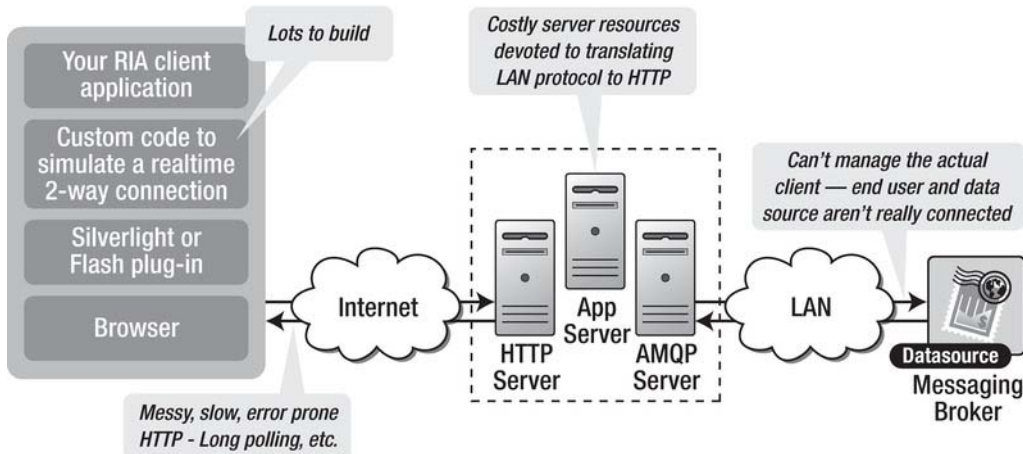 Lots to build
Your RIA client
application
Custom code to
simulate a realtime
2-way connection
Silverlight or
Flash plug-in
Browser
Messy, slow, error prone
HTTP - Long polling, etc.
Internet
Costly server resources
devoted to translating
LAN protocol to HTTP
HTTP
Server
App
Server
AMQP
Server
LAN
Can't manage the actual
client — end user and data
source aren't really connected
Datasource
Messaging
Broker